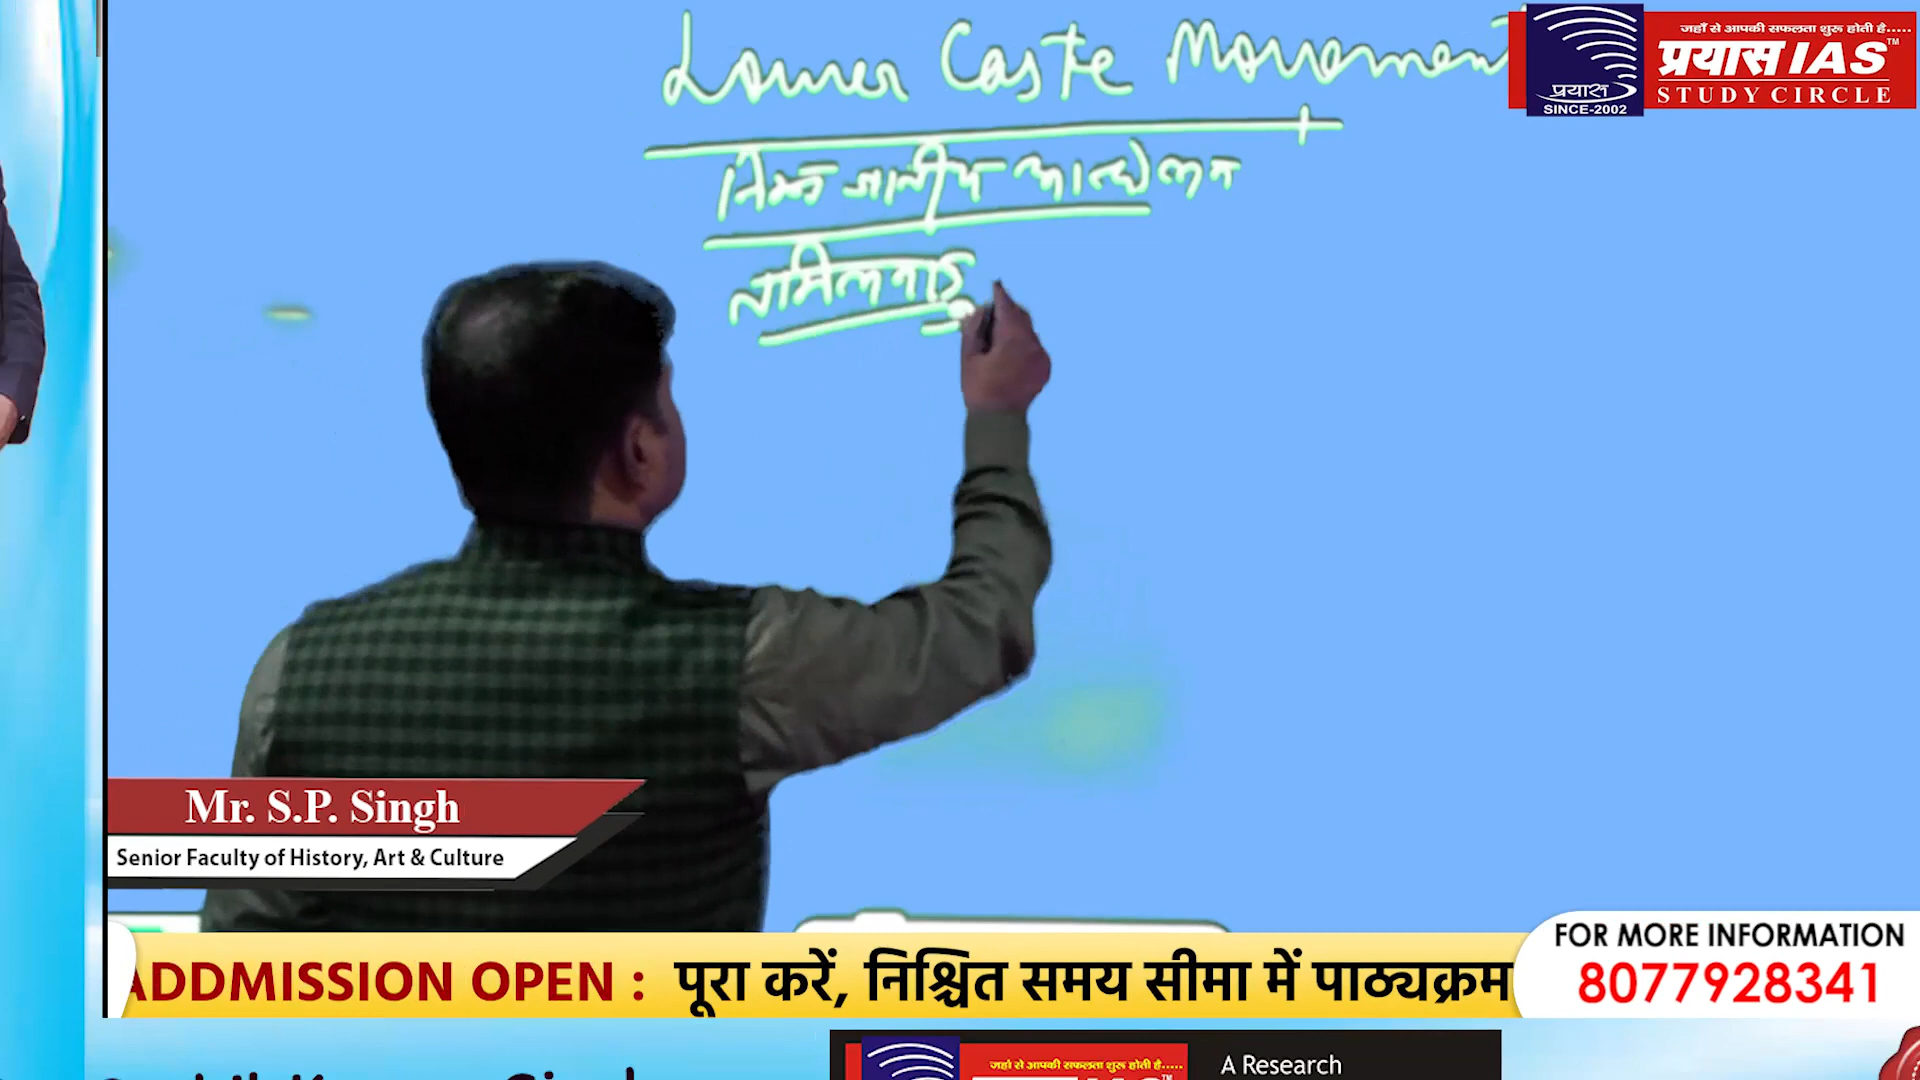 Lower Caste Movement
निम्न जातीय आन्दोलन
तामिलनाडु
जहाँ से आपकी सफलता शुरू होती है.....
प्रयास IAS TM
STUDY CIRCLE
प्रयास
SINCE-2002
Mr. S.P. Singh
Senior Faculty of History, Art & Culture
ADDMISSION OPEN : पूरा करें, निश्चित समय सीमा में पाठ्यक्रम
FOR MORE INFORMATION
8077928341
जहां से आपकी सफलता शुरू होती है.....
A Research